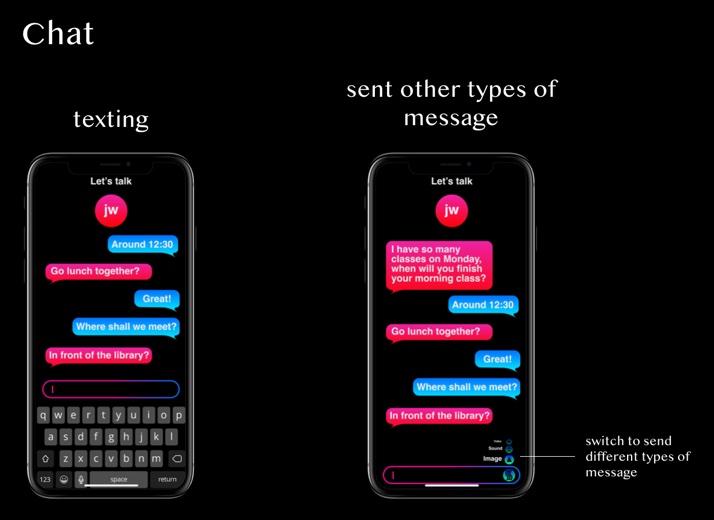 Chat
texting
Let's talk
jw
Around 12:30
Go lunch together?
Great!
Where shall we meet?
In front of the library?
q w e r t y u i o p
a s d f g h j k l
z x c v b n m
123 space return
sent other types of
message
Let's talk
jw
I have so many
classes on Monday,
when will you finish
your morning class?
Around 12:30
Go lunch together?
Great!
Where shall we meet?
In front of the library?
Video
Sound
Image
switch to send
different types of
message